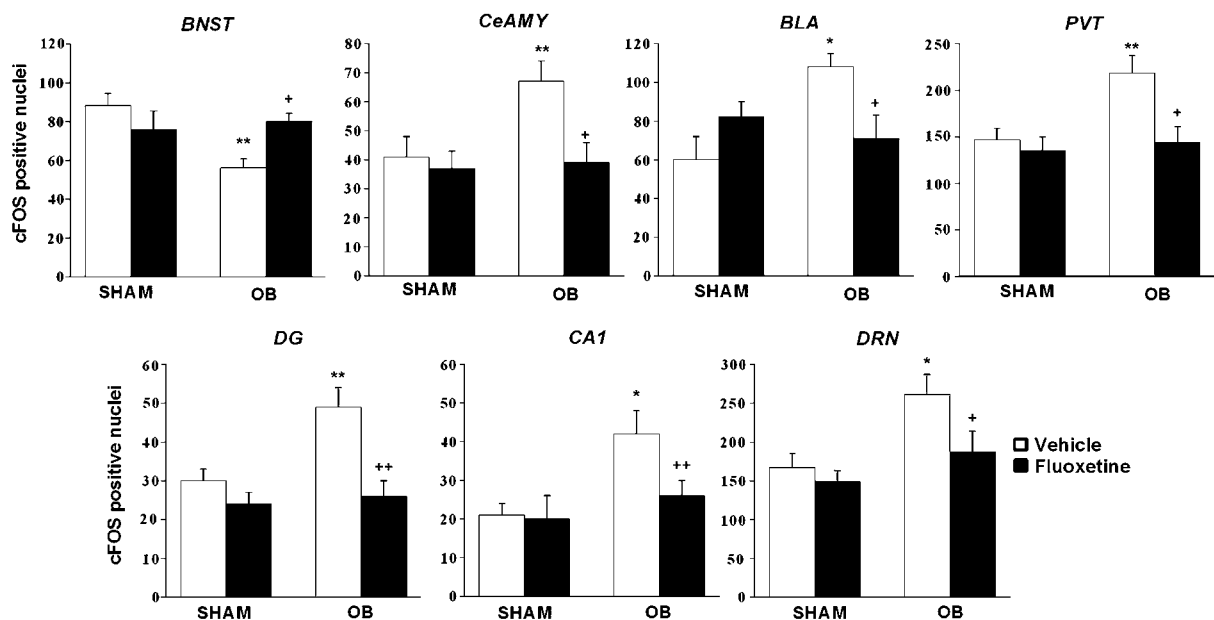 BNST
CeAMY
BLA
PVT
cFOS positive nuclei
120
100
80
60
40
20
0
**
+
SHAM
OB
80
70
60
50
40
30
20
10
0
**
+
SHAM
OB
120
100
80
60
40
20
0
*
+
SHAM
OB
250
200
150
100
50
0
**
+
SHAM
OB
DG
CA1
DRN
cFOS positive nuclei
60
50
40
30
20
10
0
**
++
SHAM
OB
60
50
40
30
20
10
0
*
++
SHAM
OB
300
250
200
150
100
50
0
*
+
SHAM
OB
Vehicle
Fluoxetine